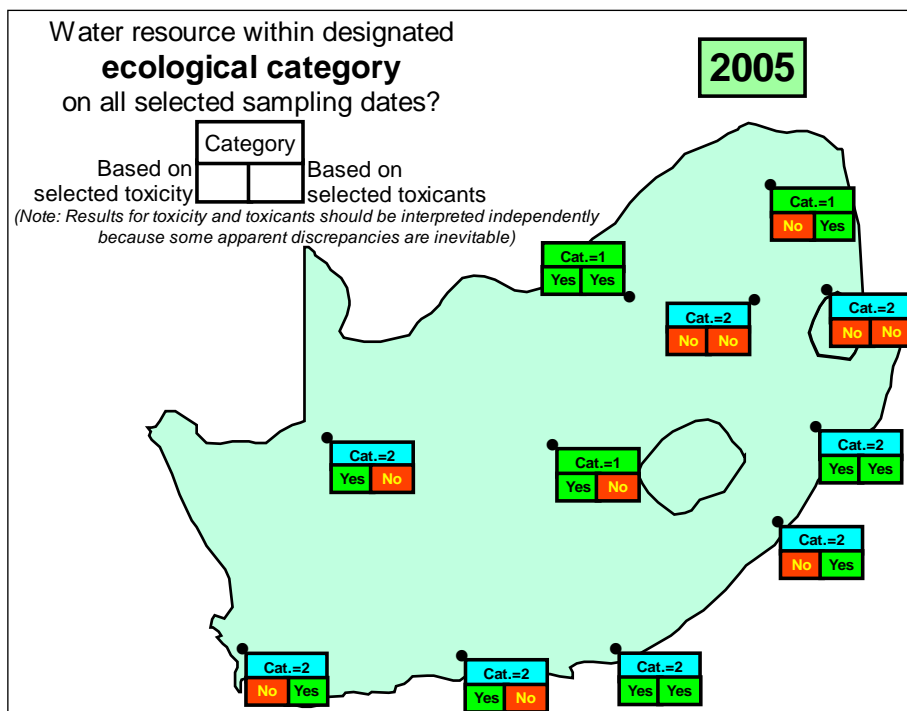 Water resource within designated
ecological category
on all selected sampling dates?
2005
Category
Based on
selected toxicity
Based on
selected toxicants
(Note: Results for toxicity and toxicants should be interpreted independently
because some apparent discrepancies are inevitable)
Cat.=1
No Yes
Cat.=1
Yes Yes
Cat.=2
No No
Cat.=2
No No
Cat.=2
Yes No
Cat.=1
Yes No
Cat.=2
Yes Yes
Cat.=2
No Yes
Cat.=2
No Yes
Cat.=2
Yes No
Cat.=2
Yes Yes